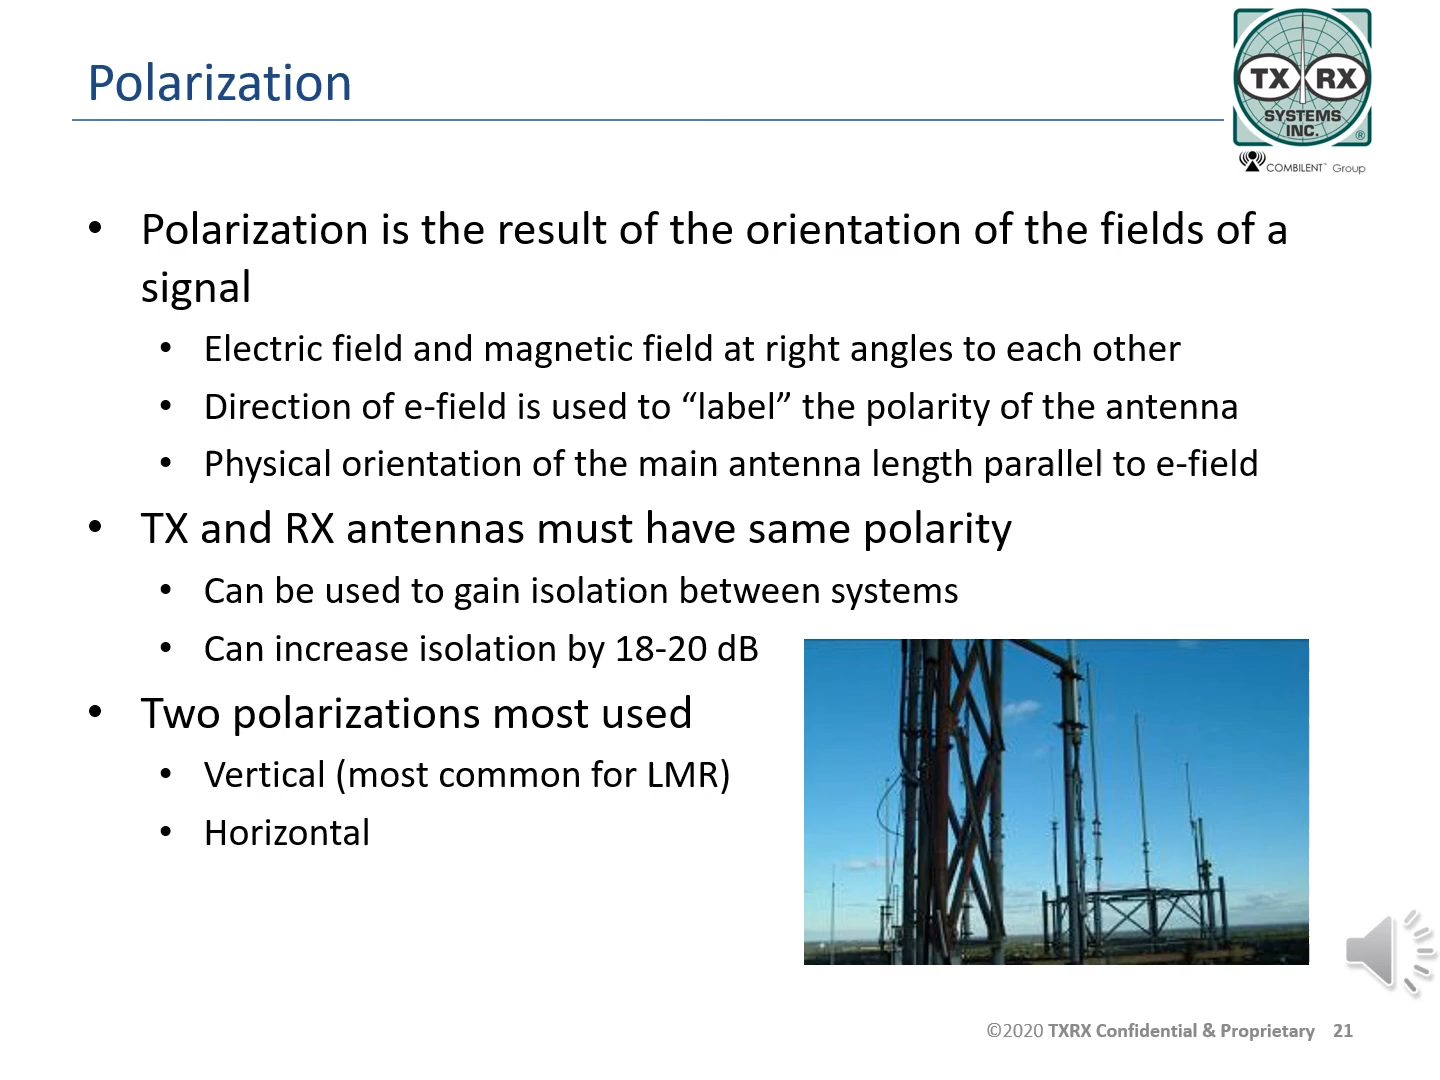 Polarization
TX RX
SYSTEMS
INC.
®
COMBILENT™ Group
• Polarization is the result of the orientation of the fields of a
signal
• Electric field and magnetic field at right angles to each other
• Direction of e-field is used to “label” the polarity of the antenna
• Physical orientation of the main antenna length parallel to e-field
• TX and RX antennas must have same polarity
• Can be used to gain isolation between systems
• Can increase isolation by 18-20 dB
• Two polarizations most used
• Vertical (most common for LMR)
• Horizontal
©2020 TXRX Confidential & Proprietary 21